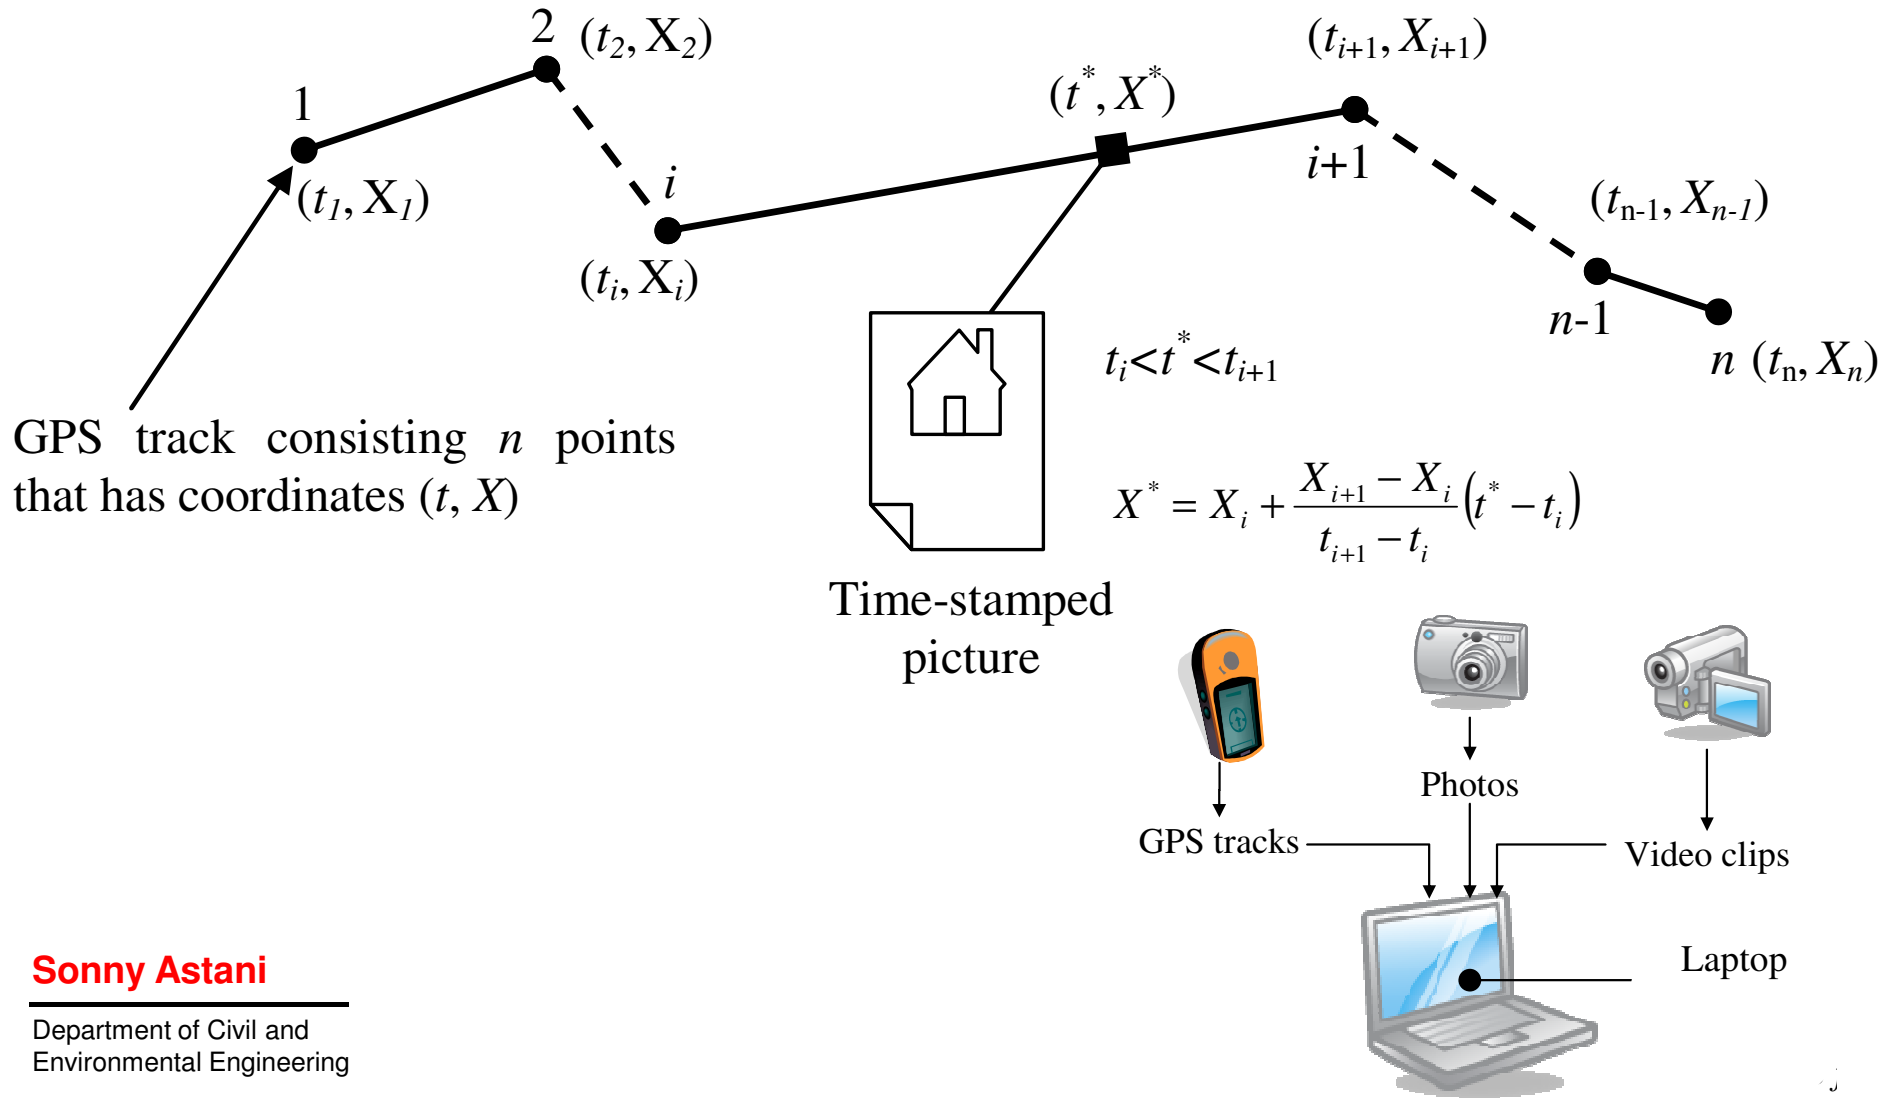 1
2 (t₂, X₂)
(t₁, X₁)
i
(tᵢ, Xᵢ)
(t*, X*)
(tᵢ₊₁, Xᵢ₊₁)
i+1
(tₙ₋₁, Xₙ₋₁)
n-1
n (tₙ, Xₙ)
GPS track consisting n points
that has coordinates (t, X)
tᵢ<t*<tᵢ₊₁
X* = Xᵢ + (Xᵢ₊₁ − Xᵢ)/(tᵢ₊₁ − tᵢ) (t* − tᵢ)
Time-stamped
picture
Photos
GPS tracks
Video clips
Laptop
Sonny Astani
Department of Civil and
Environmental Engineering